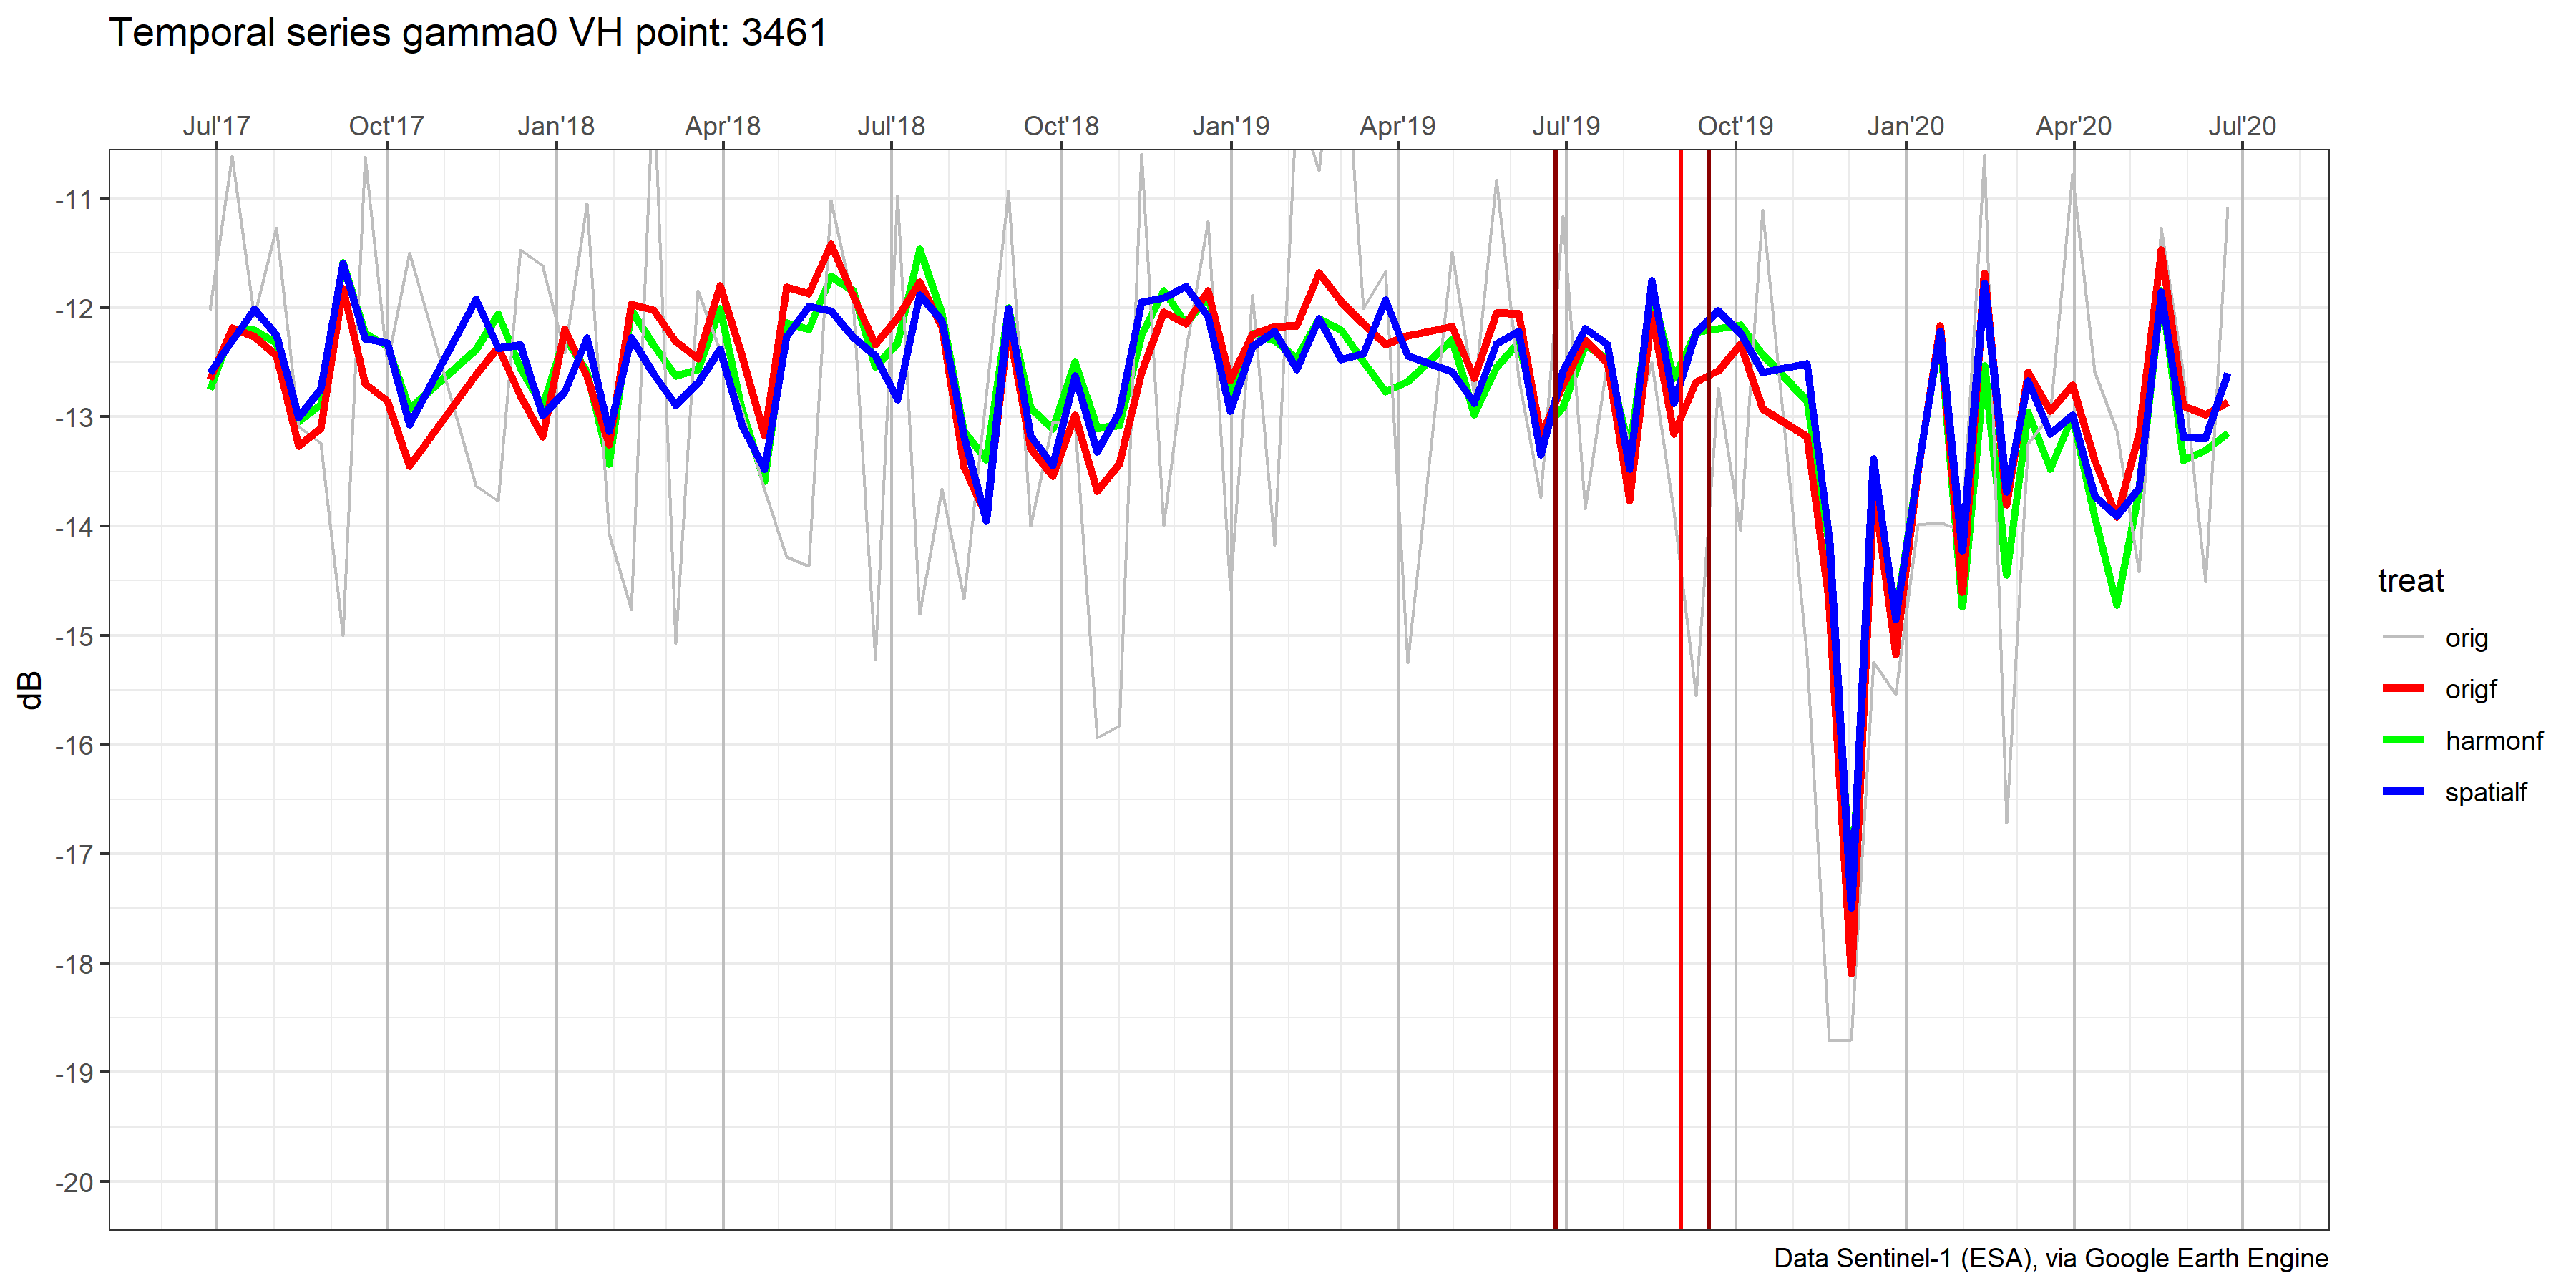 Temporal series gamma0 VH point: 3461
Jul'17 Oct'17 Jan'18 Apr'18 Jul'18 Oct'18 Jan'19 Apr'19 Jul'19 Oct'19 Jan'20 Apr'20 Jul'20
-11
-12
-13
-14
-15
-16
-17
-18
-19
-20
dB
treat
orig
origf
harmonf
spatialf
Data Sentinel-1 (ESA), via Google Earth Engine